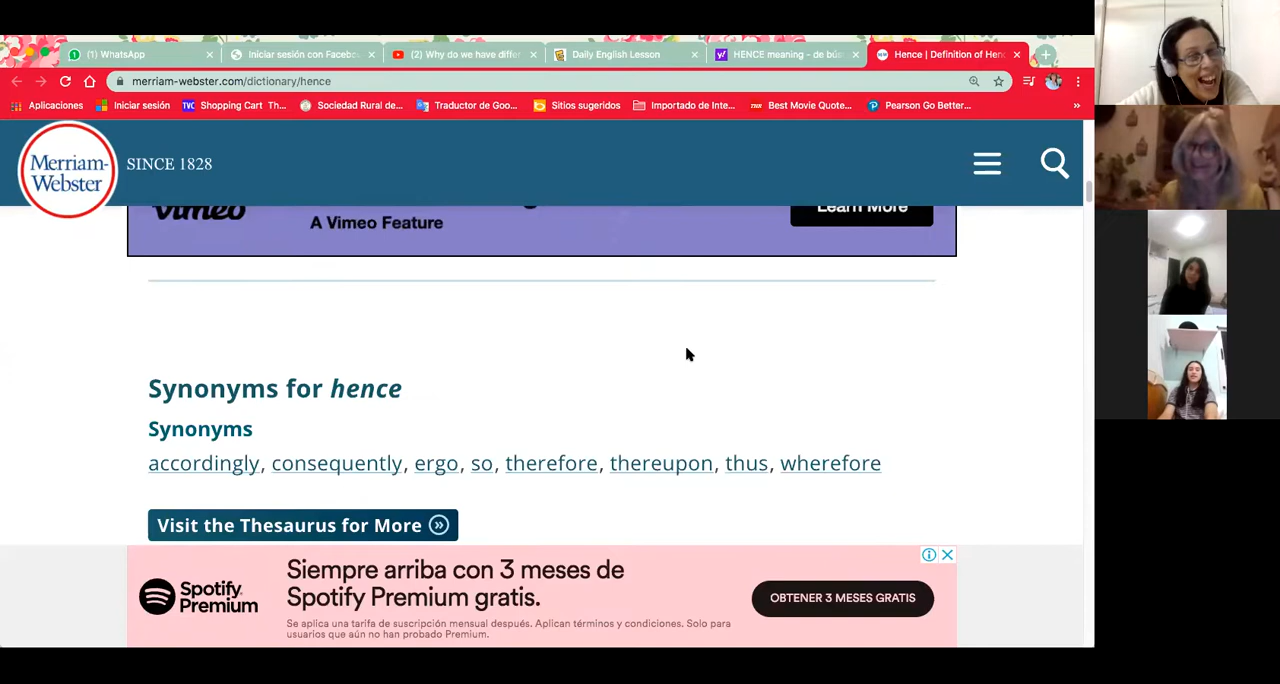 (1) WhatsApp
Iniciar sesión con Facebo
(2) Why do we have differ
Daily English Lesson
HENCE meaning - de bús
Hence | Definition of Henc
merriam-webster.com/dictionary/hence
Aplicaciones
Iniciar sesión
TVC Shopping Cart Th...
Sociedad Rural de...
Traductor de Goo...
Sitios sugeridos
Importado de Inte...
Best Movie Quote...
Pearson Go Better...
»
Merriam-
Webster
SINCE 1828
vimeo
A Vimeo Feature
Learn More
Synonyms for hence
Synonyms
accordingly, consequently, ergo, so, therefore, thereupon, thus, wherefore
Visit the Thesaurus for More
Spotify
Premium
Siempre arriba con 3 meses de
Spotify Premium gratis.
Se aplica una tarifa de suscripción mensual después. Aplican términos y condiciones. Solo para
usuarios que aún no han probado Premium.
OBTENER 3 MESES GRATIS